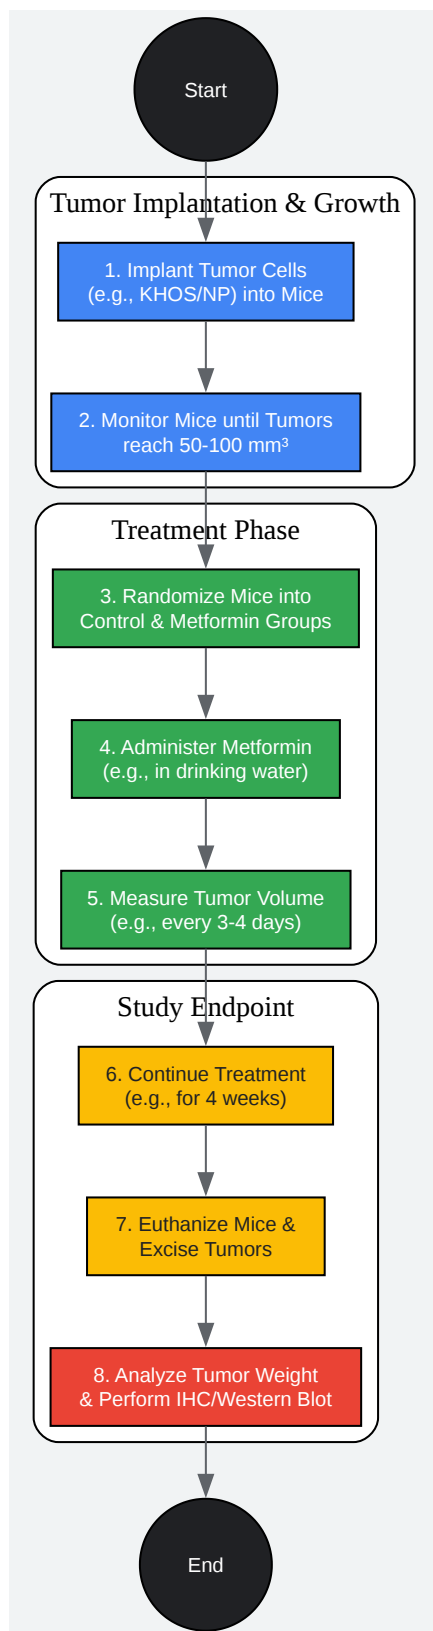 Start
Tumor Implantation & Growth
1. Implant Tumor Cells
(e.g., KHOS/NP) into Mice
2. Monitor Mice until Tumors
reach 50-100 mm³
Treatment Phase
3. Randomize Mice into
Control & Metformin Groups
4. Administer Metformin
(e.g., in drinking water)
5. Measure Tumor Volume
(e.g., every 3-4 days)
Study Endpoint
6. Continue Treatment
(e.g., for 4 weeks)
7. Euthanize Mice &
Excise Tumors
8. Analyze Tumor Weight
& Perform IHC/Western Blot
End